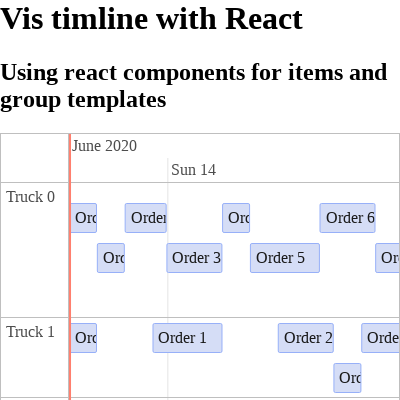 Vis timline with React
Using react components for items and
group templates
June 2020
Sun 14
Truck 0
Ord Order Ord Order 6
Ord Order 3 Order 5 Or
Truck 1
Ord Order 1 Order 2 Orde
Ord